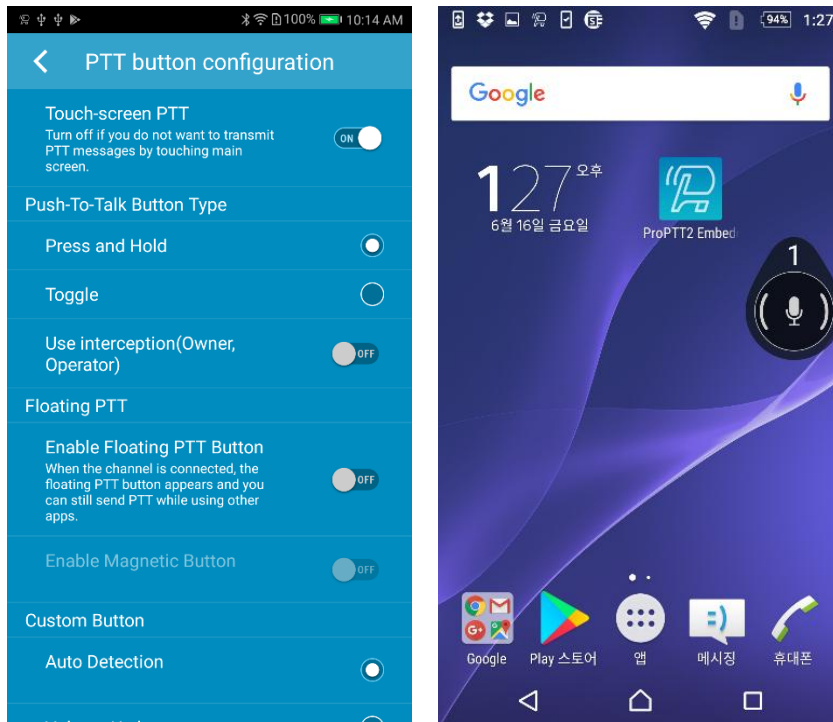 100% 10:14 AM
PTT button configuration
Touch-screen PTT
ON
Turn off if you do not want to transmit
PTT messages by touching main
screen.
Push-To-Talk Button Type
Press and Hold
Toggle
Use interception(Owner,
Operator)
OFF
Floating PTT
Enable Floating PTT Button
When the channel is connected, the
floating PTT button appears and you
can still send PTT while using other
apps.
OFF
Enable Magnetic Button
OFF
Custom Button
Auto Detection
94% 1:27
Google
127 오후
6월 16일 금요일
ProPTT2 Embed
1
Google
Play 스토어
앱
메시징
휴대폰